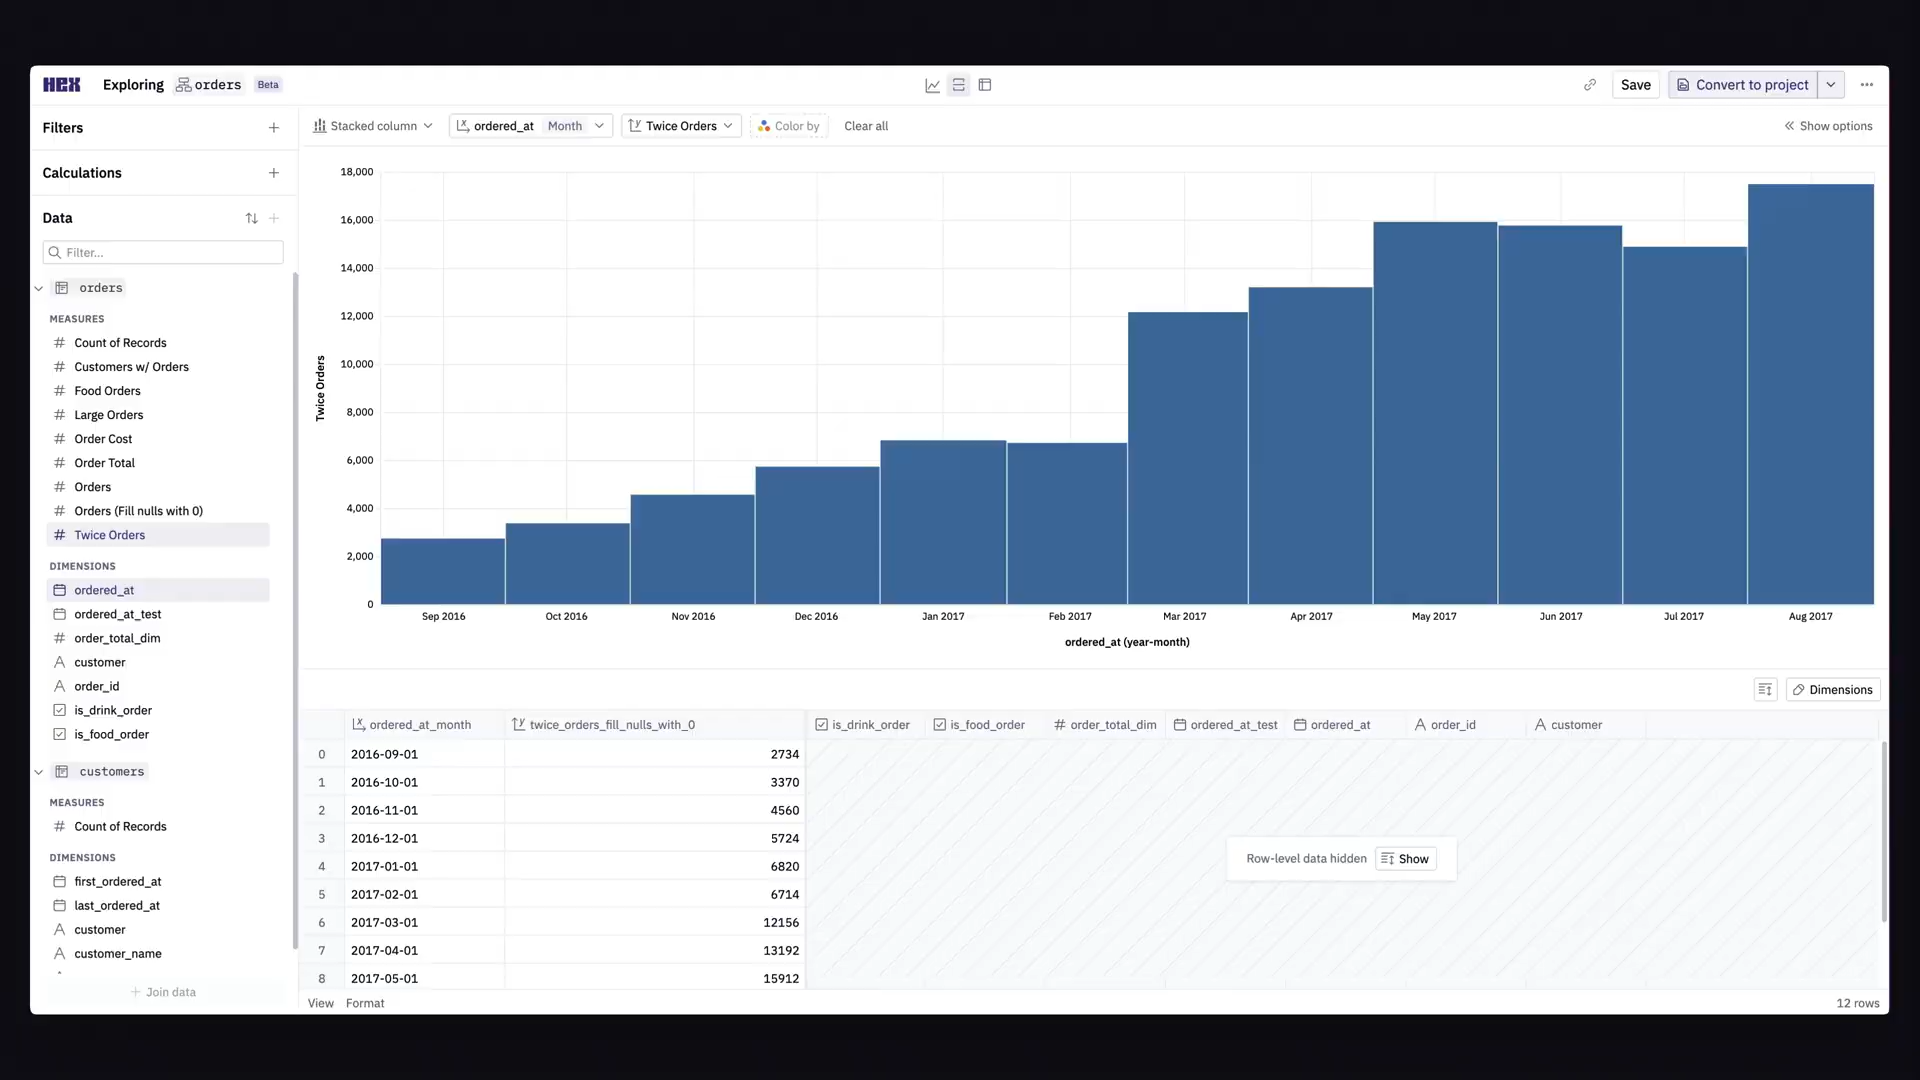 HEX Exploring orders Beta Save Convert to project
Filters
Calculations
Data
Filter...
orders
MEASURES
Count of Records
Customers w/ Orders
Food Orders
Large Orders
Order Cost
Order Total
Orders
Orders (Fill nulls with 0)
Twice Orders
DIMENSIONS
ordered_at
ordered_at_test
order_total_dim
customer
order_id
is_drink_order
is_food_order
customers
MEASURES
Count of Records
DIMENSIONS
first_ordered_at
last_ordered_at
customer
customer_name
Join data
Stacked column ordered_at Month Twice Orders Color by Clear all Show options
Twice Orders
18,000
16,000
14,000
12,000
10,000
8,000
6,000
4,000
2,000
0
Sep 2016 Oct 2016 Nov 2016 Dec 2016 Jan 2017 Feb 2017 Mar 2017 Apr 2017 May 2017 Jun 2017 Jul 2017 Aug 2017
ordered_at (year-month)
Dimensions
ordered_at_month twice_orders_fill_nulls_with_0 is_drink_order is_food_order order_total_dim ordered_at_test ordered_at order_id customer
0 2016-09-01 2734
1 2016-10-01 3370
2 2016-11-01 4560
3 2016-12-01 5724
4 2017-01-01 6820
5 2017-02-01 6714
6 2017-03-01 12156
7 2017-04-01 13192
8 2017-05-01 15912
Row-level data hidden Show
View Format 12 rows